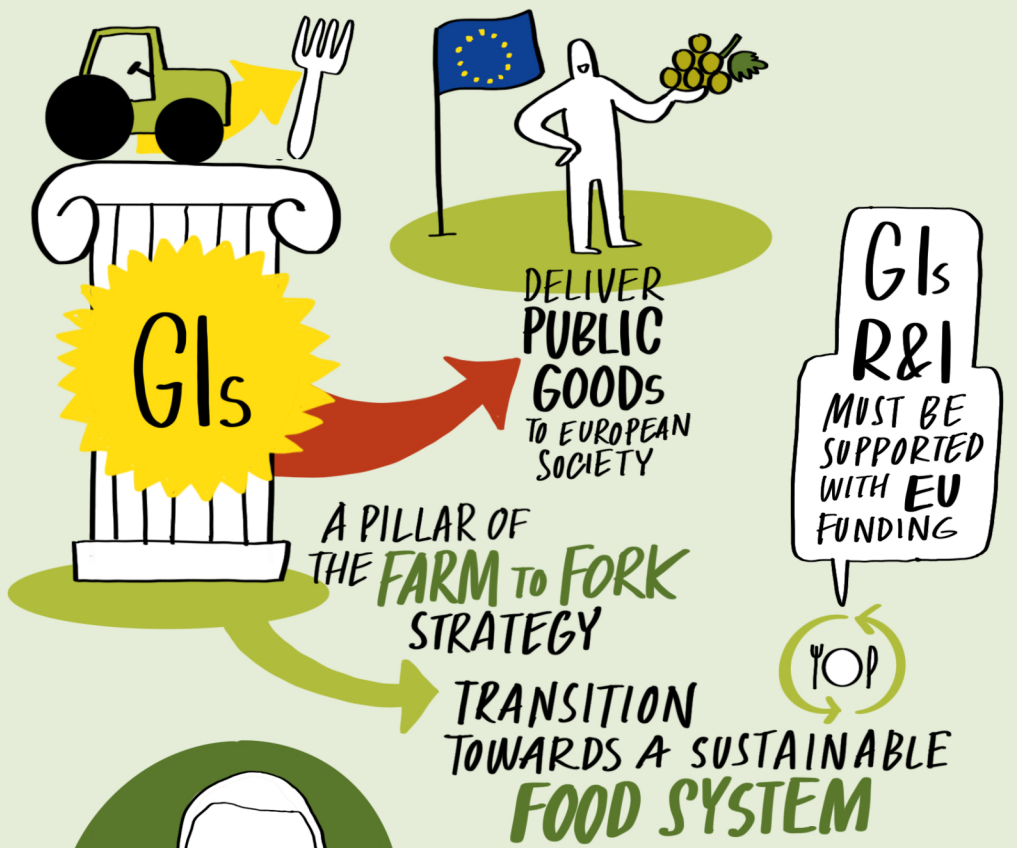 GIs
DELIVER
PUBLIC
GOODs
TO EUROPEAN
SOCIETY
A PILLAR OF
THE FARM TO FORK
STRATEGY
TRANSITION
TOWARDS A SUSTAINABLE
FOOD SYSTEM
GIs
R&I
MUST BE
SUPPORTED
WITH EU
FUNDING